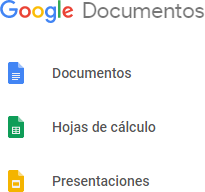 Google Documentos
Documentos
Hojas de cálculo
Presentaciones